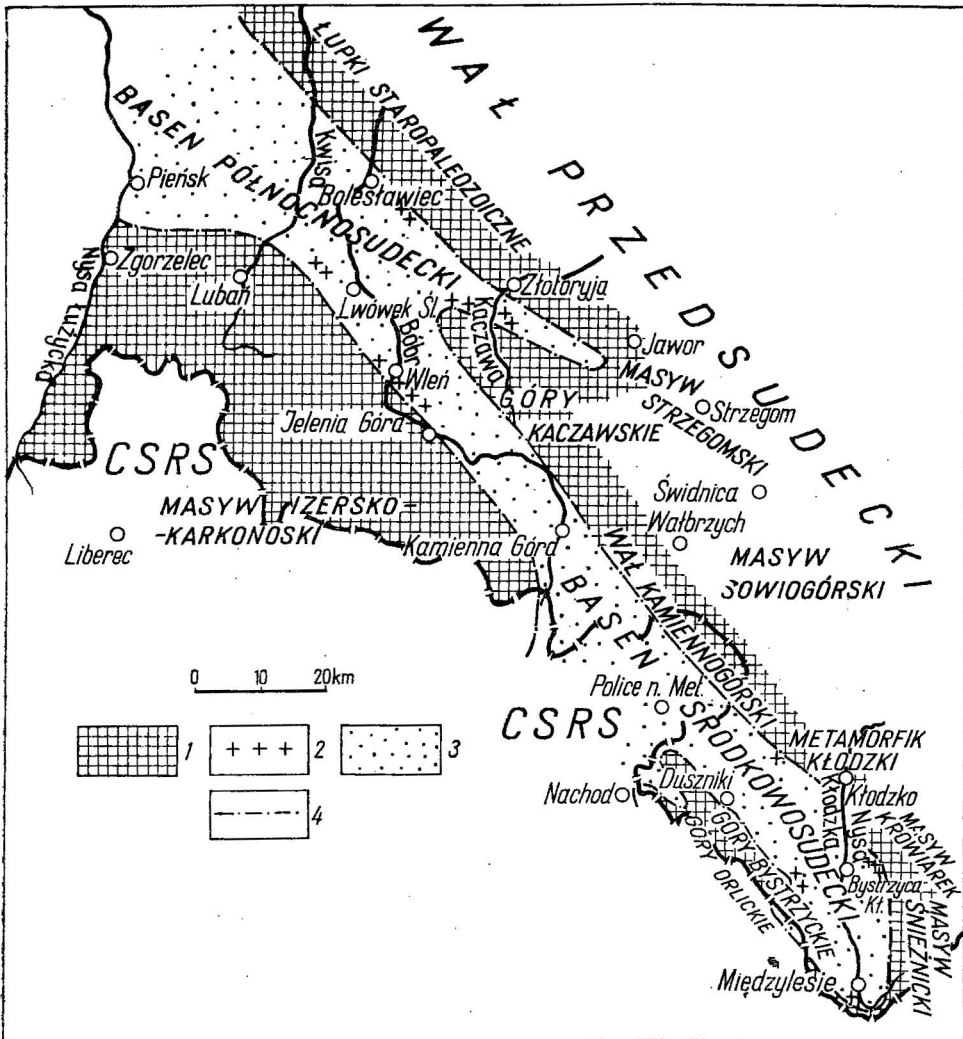 WAŁ PRZEDSUDECKI
ŁUPKI STAROPALEOZOICZNE
BASEN PÓŁNOCNOSUDECKI
Kwisa
Pieńsk
Bolesławiec
Zgorzelec
Nysa Łużycka
Lubań
Lwówek Śl.
Złotoryja
Kaczawa
Bóbr
Jawor
Wleń
GÓRY
KACZAWSKIE
MASYW
STRZEGOMSKI
Strzegom
Jelenia Góra
CSRS
MASYW IZERSKO-
-KARKONOSKI
Świdnica
Wałbrzych
Liberec
Kamienna Góra
MASYW
SOWIOGÓRSKI
WAŁ KAMIENNOGÓRSKI
BASEN ŚRÓDKOWOSUDECKI
0 10 20km
Police n. Met.
CSRS
1
2
3
4
METAMORFIK
KŁODZKI
Nachod
Duszniki
Kłodzko
Nysa Kłodzka
MASYW
KROWIAREK
GÓRY BYSTRZYCKIE
GÓRY ORLICKIE
Bystrzyca
Kł.
MASYW
ŚNIEŻNICKI
Międzylesie